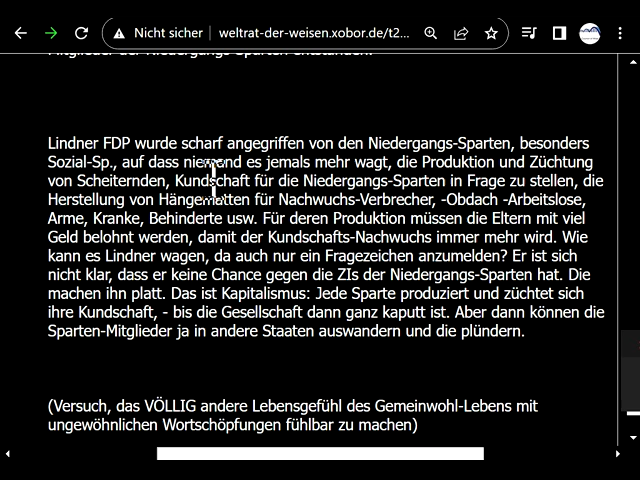 Nicht sicher weltrat-der-weisen.xobor.de/t2...
Mitglieder der Niedergangs-Sparten entstanden.
Lindner FDP wurde scharf angegriffen von den Niedergangs-Sparten, besonders
Sozial-Sp., auf dass niemand es jemals mehr wagt, die Produktion und Züchtung
von Scheiternden, Kundschaft für die Niedergangs-Sparten in Frage zu stellen, die
Herstellung von Hängematten für Nachwuchs-Verbrecher, -Obdach -Arbeitslose,
Arme, Kranke, Behinderte usw. Für deren Produktion müssen die Eltern mit viel
Geld belohnt werden, damit der Kundschafts-Nachwuchs immer mehr wird. Wie
kann es Lindner wagen, da auch nur ein Fragezeichen anzumelden? Er ist sich
nicht klar, dass er keine Chance gegen die ZIs der Niedergangs-Sparten hat. Die
machen ihn platt. Das ist Kapitalismus: Jede Sparte produziert und züchtet sich
ihre Kundschaft, - bis die Gesellschaft dann ganz kaputt ist. Aber dann können die
Sparten-Mitglieder ja in andere Staaten auswandern und die plündern.
(Versuch, das VÖLLIG andere Lebensgefühl des Gemeinwohl-Lebens mit
ungewöhnlichen Wortschöpfungen fühlbar zu machen)